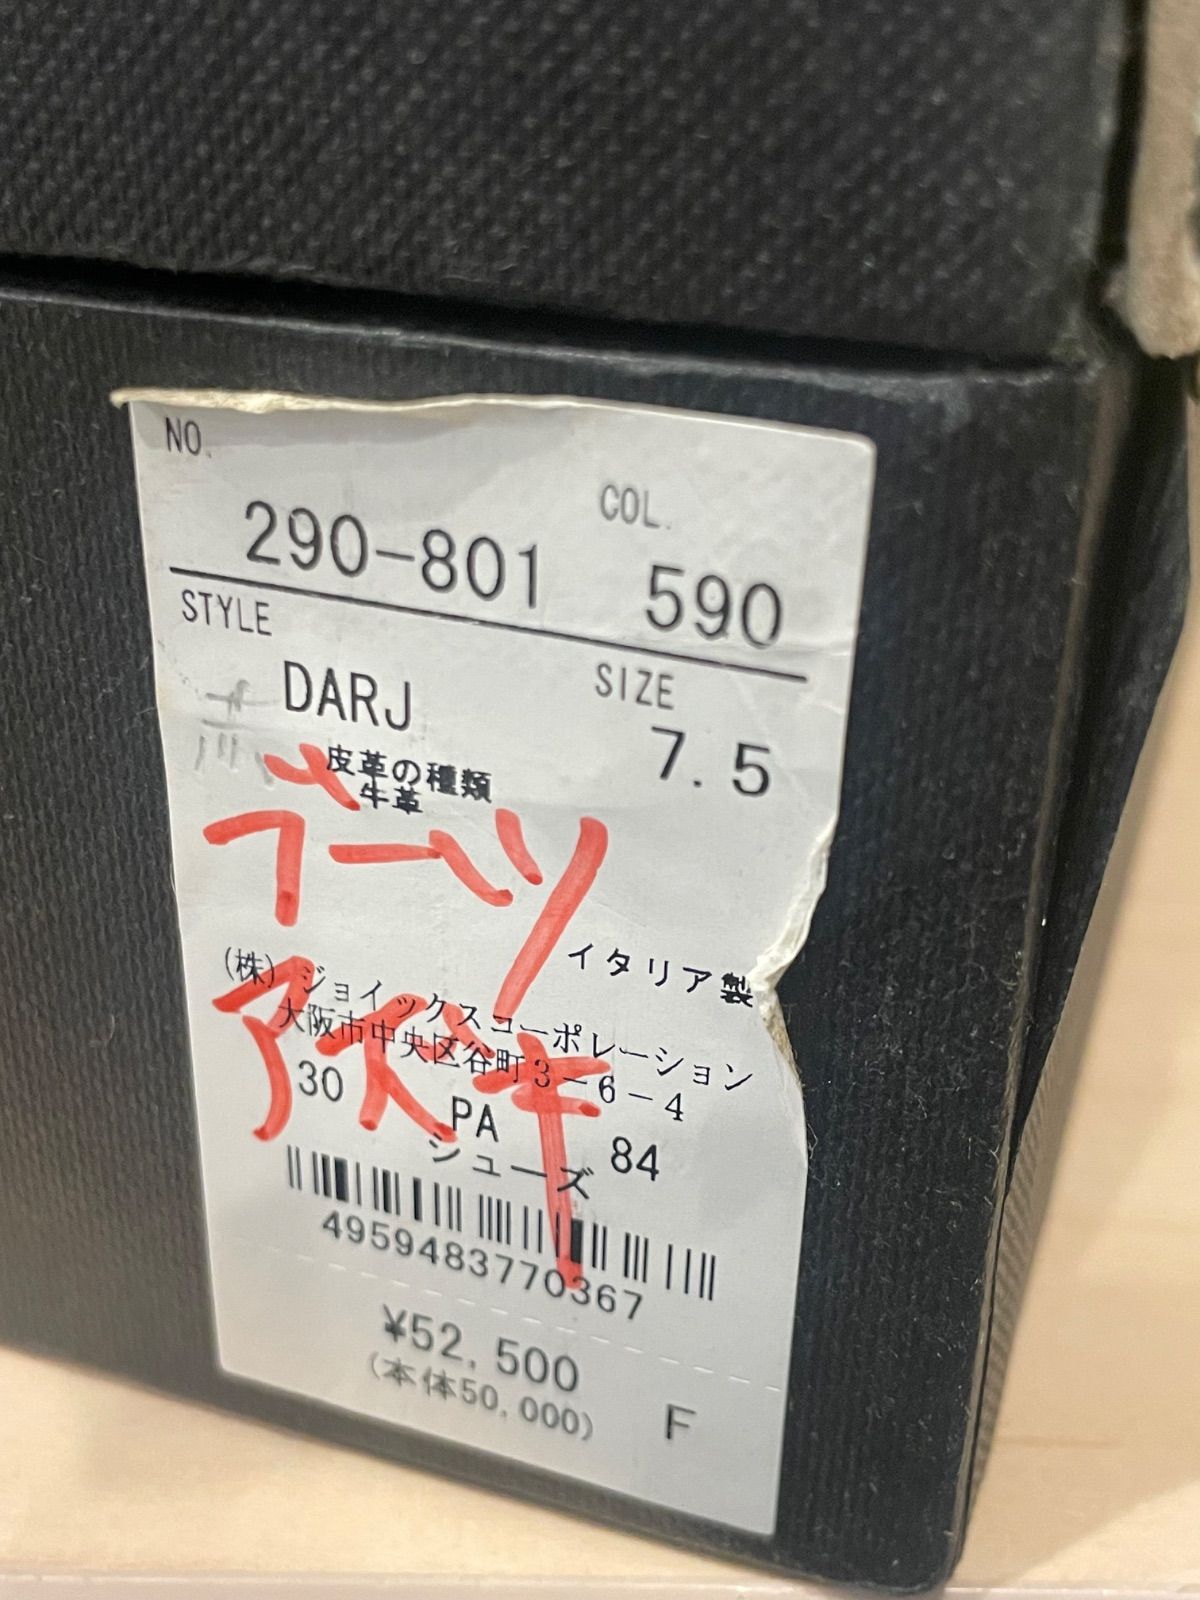 NO.
COL.
290-801 590
STYLE
SIZE
DARJ 7.5
皮革の種類
牛革
ブーツ
イタリア製
(株)ジョイックスコーポレーション
大阪市中央区谷町3-6-4
30 PA 84
シューズ
4959483770367
¥52,500
(本体50,000) F